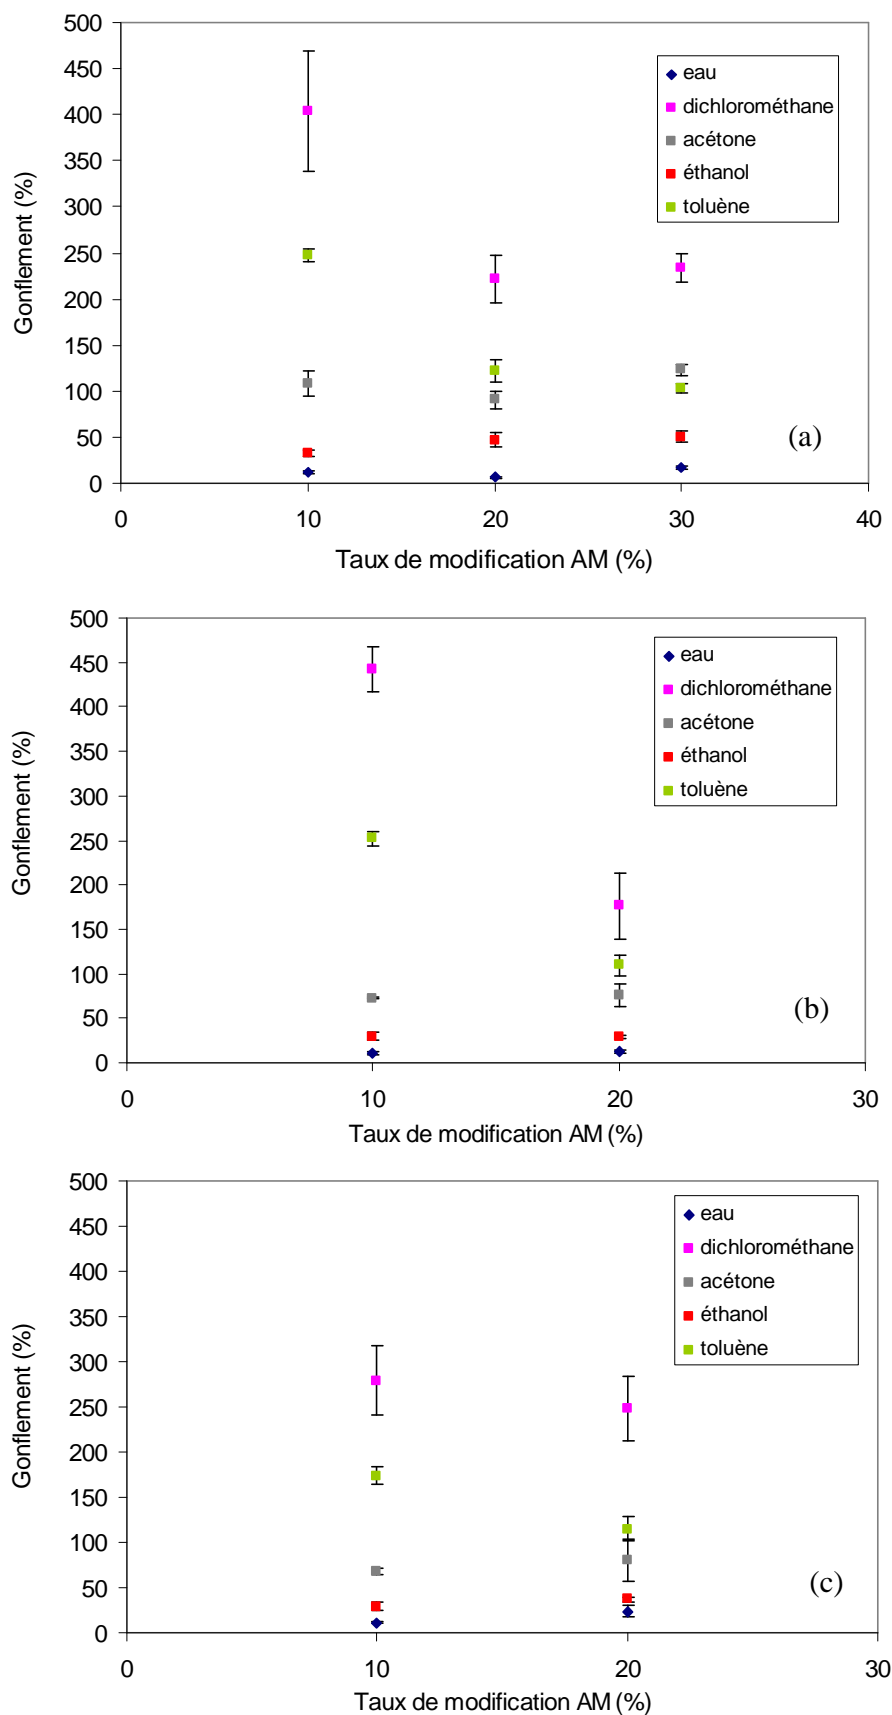 500
450
400
350
300
250
200
150
100
50
0
Gonflement (%)
eau
dichlorométhane
acétone
éthanol
toluène
(a)
0 10 20 30 40
Taux de modification AM (%)
500
450
400
350
300
250
200
150
100
50
0
Gonflement (%)
eau
dichlorométhane
acétone
éthanol
toluène
(b)
0 10 20 30
Taux de modification AM (%)
500
450
400
350
300
250
200
150
100
50
0
Gonflement (%)
eau
dichlorométhane
acétone
éthanol
toluène
(c)
0 10 20 30
Taux de modification AM (%)